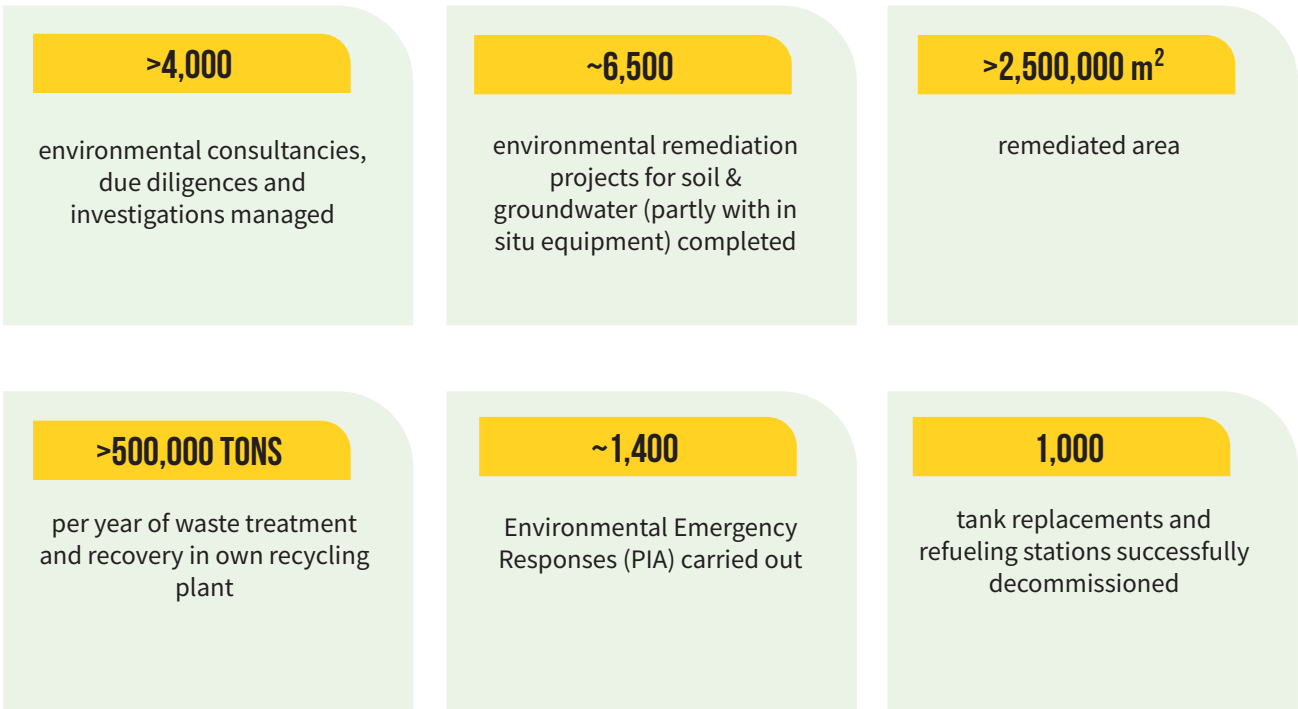 >4,000
environmental consultancies,
due diligences and
investigations managed
~6,500
environmental remediation
projects for soil &
groundwater (partly with in
situ equipment) completed
>2,500,000 m²
remediated area
>500,000 TONS
per year of waste treatment
and recovery in own recycling
plant
~1,400
Environmental Emergency
Responses (PIA) carried out
1,000
tank replacements and
refueling stations successfully
decommissioned